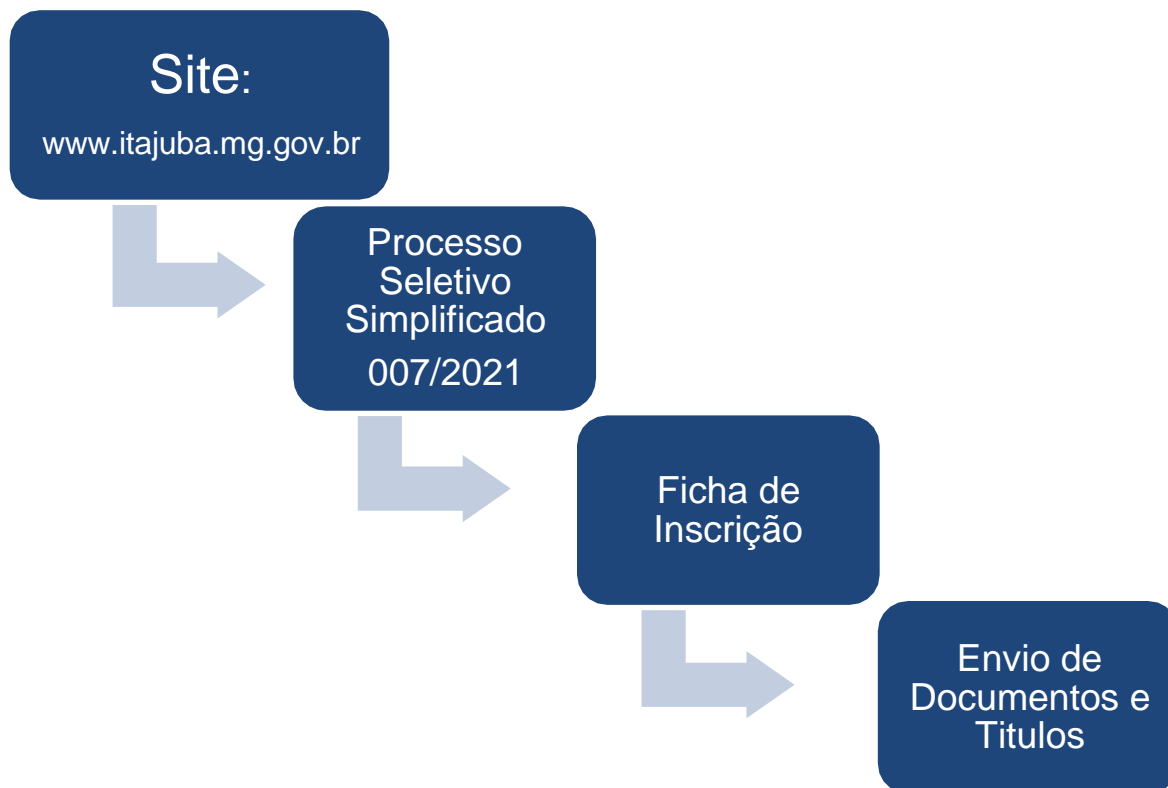 Site:
www.itajuba.mg.gov.br
Processo
Seletivo
Simplificado
007/2021
Ficha de
Inscrição
Envio de
Documentos e
Titulos